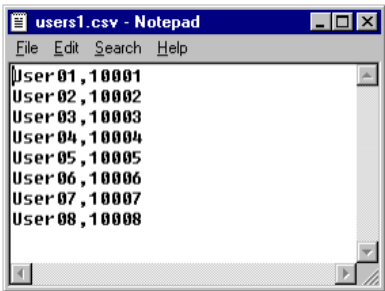 users1.csv - Notepad
File Edit Search Help
User01,10001
User02,10002
User03,10003
User04,10004
User05,10005
User06,10006
User07,10007
User08,10008